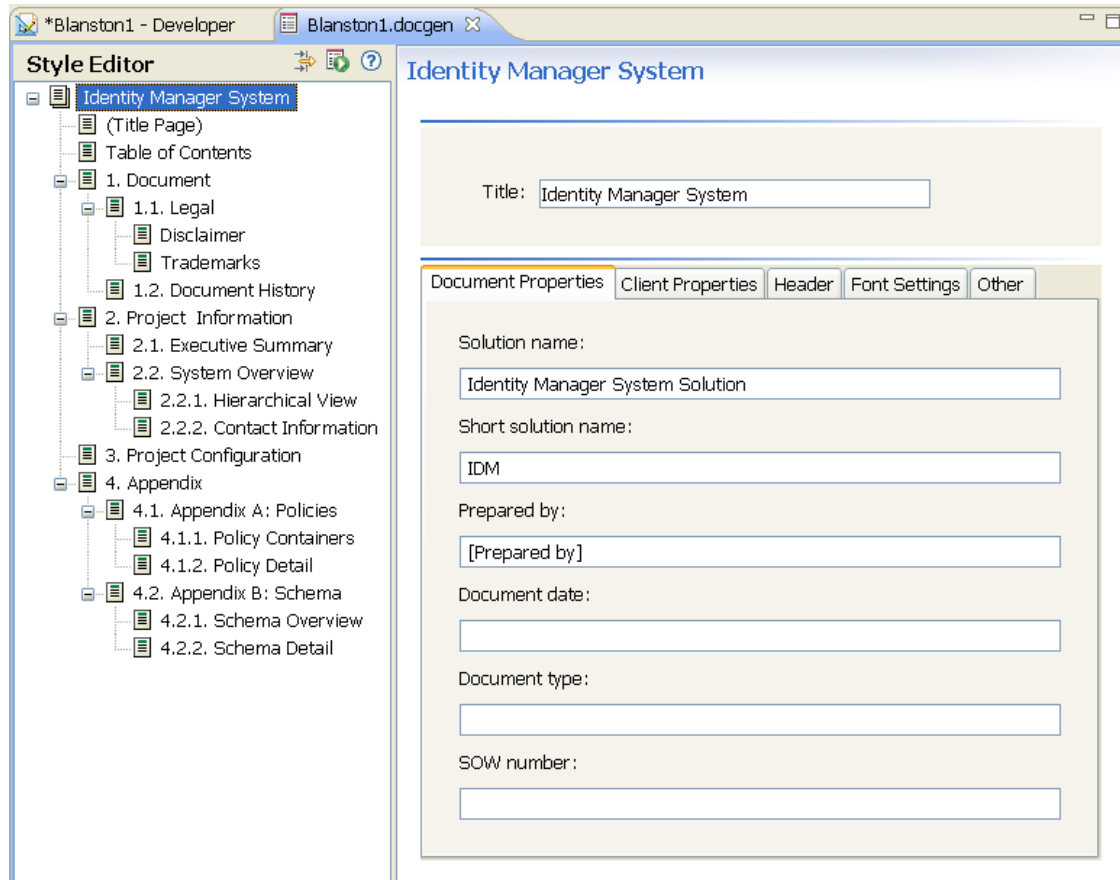 *Blanston1 - Developer
Blanston1.docgen
Style Editor
Identity Manager System
(Title Page)
Table of Contents
1. Document
1.1. Legal
Disclaimer
Trademarks
1.2. Document History
2. Project Information
2.1. Executive Summary
2.2. System Overview
2.2.1. Hierarchical View
2.2.2. Contact Information
3. Project Configuration
4. Appendix
4.1. Appendix A: Policies
4.1.1. Policy Containers
4.1.2. Policy Detail
4.2. Appendix B: Schema
4.2.1. Schema Overview
4.2.2. Schema Detail
Identity Manager System
Title: Identity Manager System
Document Properties Client Properties Header Font Settings Other
Solution name:
Identity Manager System Solution
Short solution name:
IDM
Prepared by:
[Prepared by]
Document date:
Document type:
SOW number: